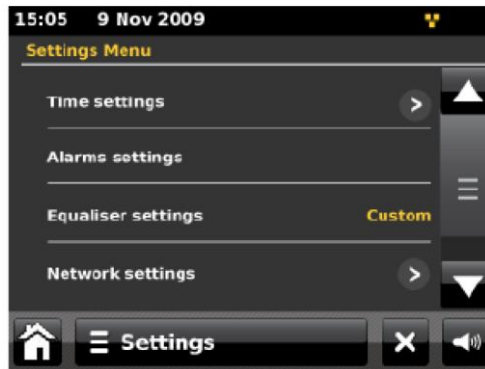 15:05 9 Nov 2009
Settings Menu
Time settings
Alarms settings
Equaliser settings Custom
Network settings
Settings